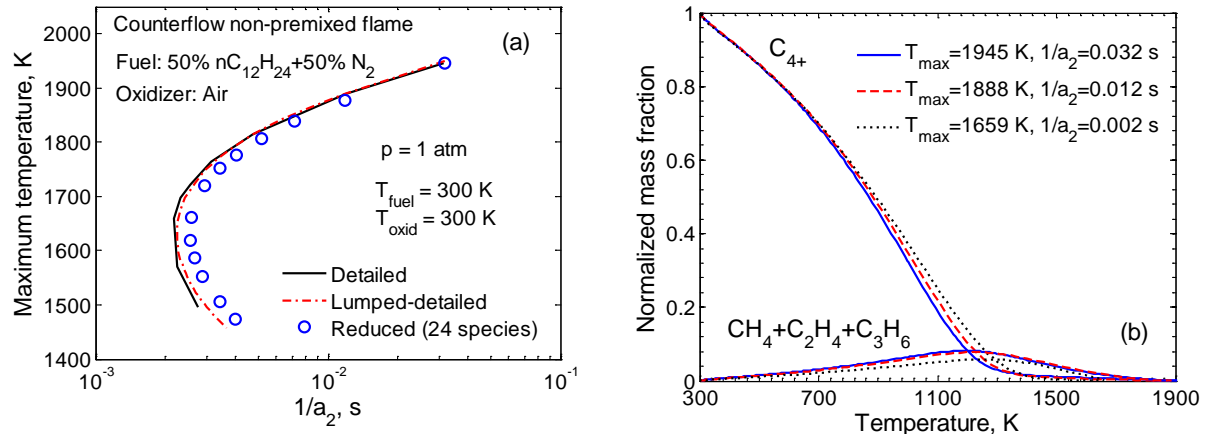 Counterflow non-premixed flame
(a)
Fuel: 50% nC12H24+50% N2
Oxidizer: Air
p = 1 atm
Tfuel = 300 K
Toxid = 300 K
Detailed
Lumped-detailed
Reduced (24 species)
Maximum temperature, K
2000
1900
1800
1700
1600
1500
1400
10-3
10-2
10-1
1/a2, s
C4+
Tmax=1945 K, 1/a2=0.032 s
Tmax=1888 K, 1/a2=0.012 s
Tmax=1659 K, 1/a2=0.002 s
CH4+C2H4+C3H6
(b)
Normalized mass fraction
1
0.8
0.6
0.4
0.2
0
300
700
1100
1500
1900
Temperature, K